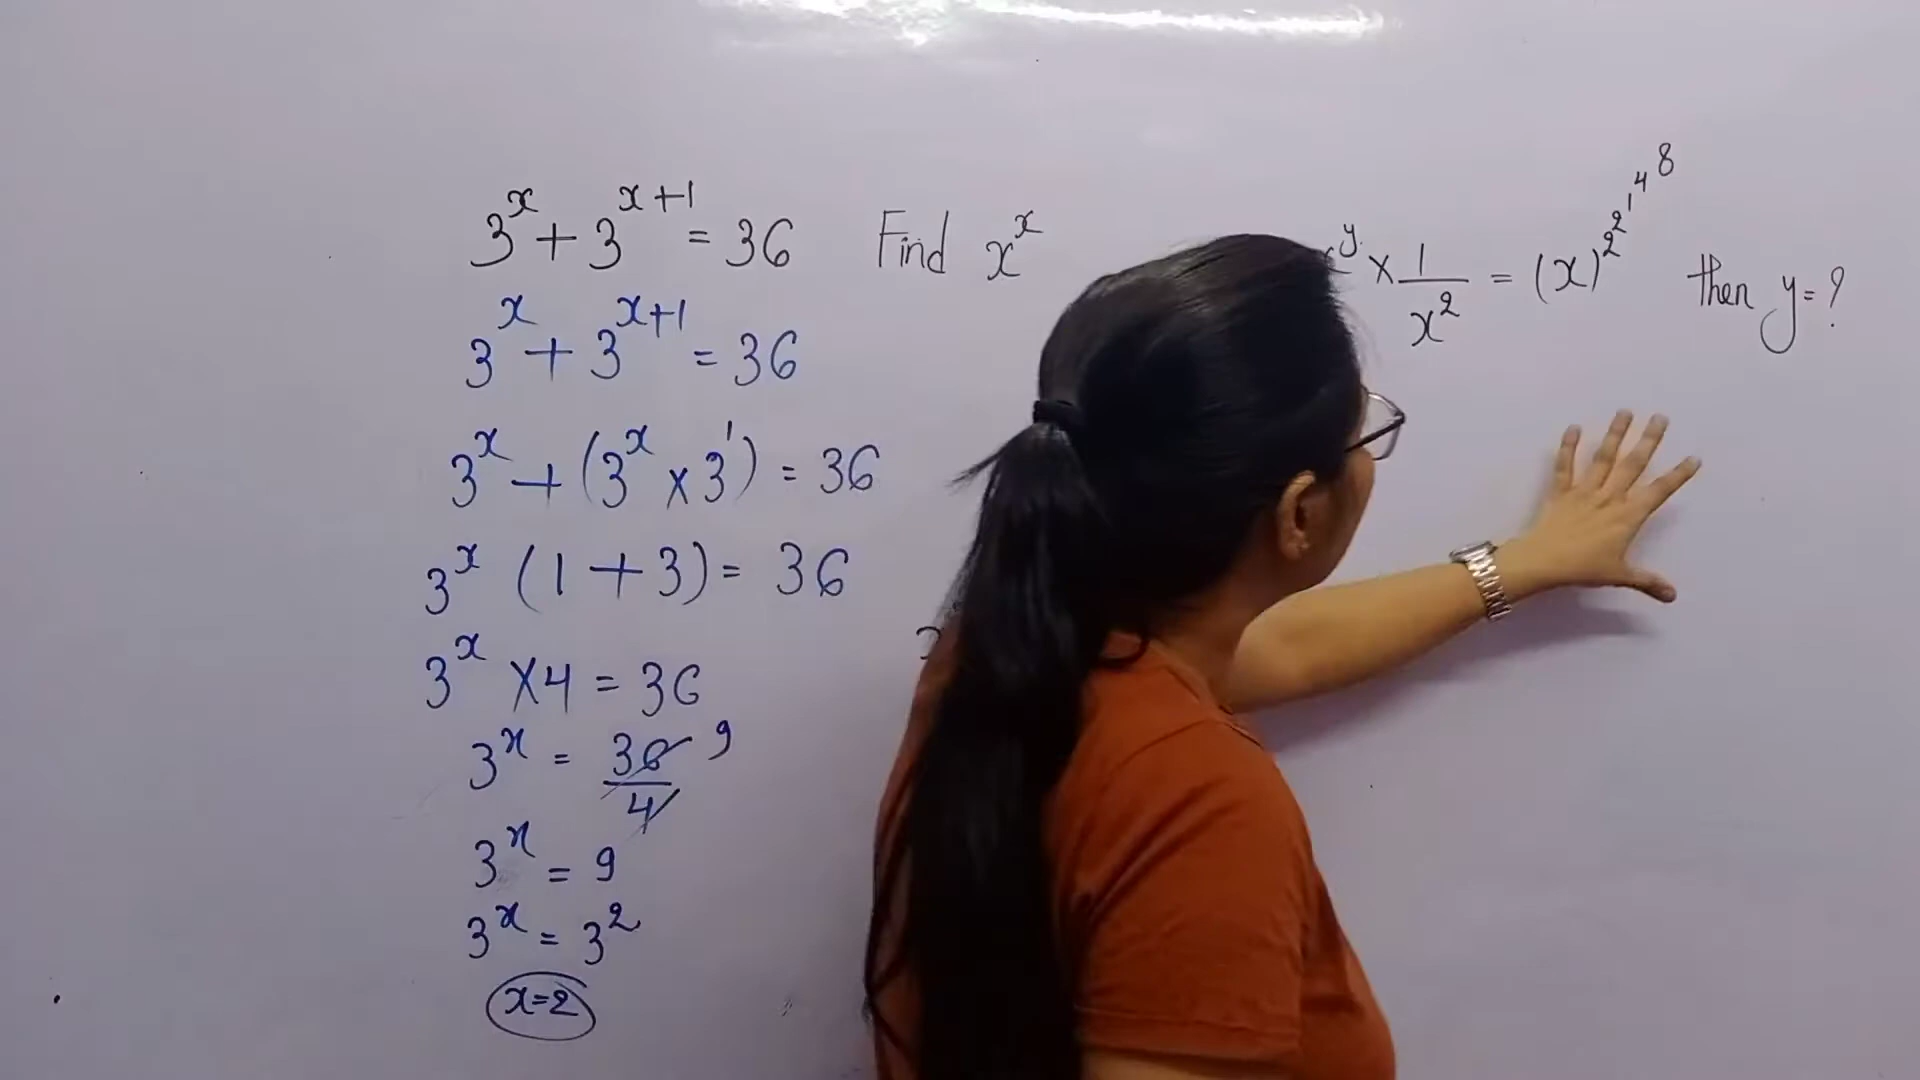 3^x + 3^(x+1) = 36 Find x^x
3^x + 3^(x+1) = 36
3^x + (3^x × 3^1) = 36
3^x (1 + 3) = 36
3^x × 4 = 36
3^x = 36/4 9
3^x = 9
3^x = 3^2
x=2
^y × 1/x^2 = (x)^2^2^1^4^8 then y=?